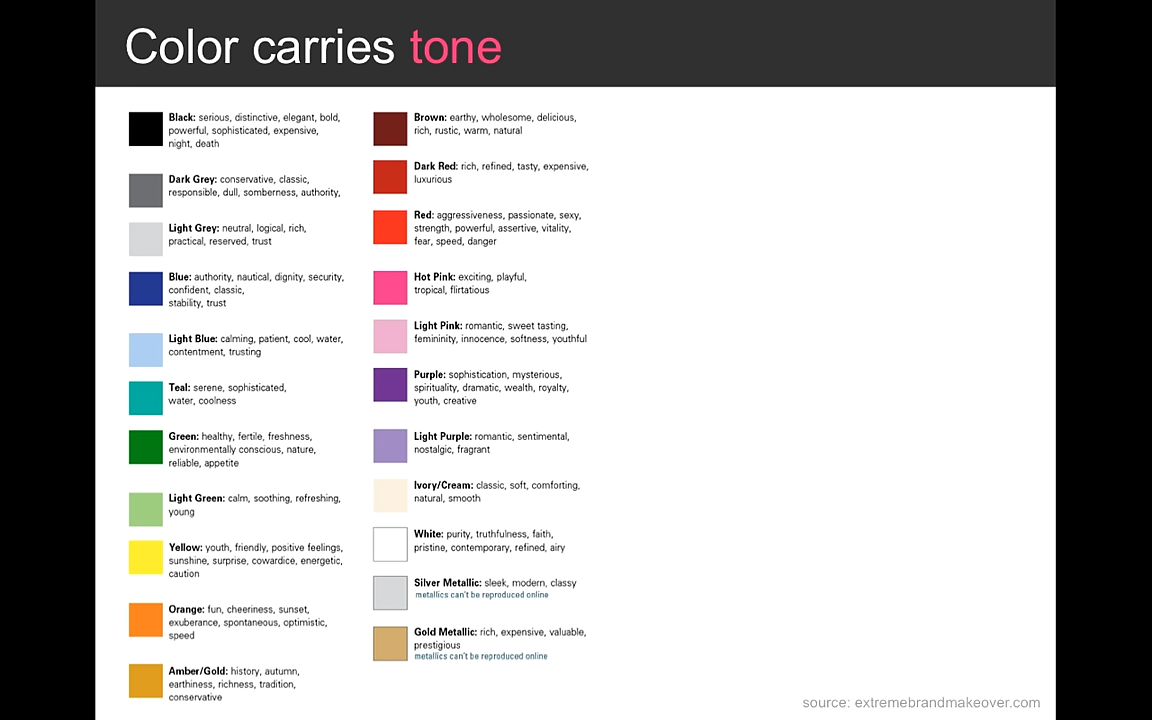 Color carries tone
Black: serious, distinctive, elegant, bold,
powerful, sophisticated, expensive,
night, death
Dark Grey: conservative, classic,
responsible, dull, somberness, authority,
Light Grey: neutral, logical, rich,
practical, reserved, trust
Blue: authority, nautical, dignity, security,
confident, classic,
stability, trust
Light Blue: calming, patient, cool, water,
contentment, trusting
Teal: serene, sophisticated,
water, coolness
Green: healthy, fertile, freshness,
environmentally conscious, nature,
reliable, appetite
Light Green: calm, soothing, refreshing,
young
Yellow: youth, friendly, positive feelings,
sunshine, surprise, cowardice, energetic,
caution
Orange: fun, cheeriness, sunset,
exuberance, spontaneous, optimistic,
speed
Amber/Gold: history, autumn,
earthiness, richness, tradition,
conservative
Brown: earthy, wholesome, delicious,
rich, rustic, warm, natural
Dark Red: rich, refined, tasty, expensive,
luxurious
Red: aggressiveness, passionate, sexy,
strength, powerful, assertive, vitality,
fear, speed, danger
Hot Pink: exciting, playful,
tropical, flirtatious
Light Pink: romantic, sweet tasting,
femininity, innocence, softness, youthful
Purple: sophistication, mysterious,
spirituality, dramatic, wealth, royalty,
youth, creative
Light Purple: romantic, sentimental,
nostalgic, fragrant
Ivory/Cream: classic, soft, comforting,
natural, smooth
White: purity, truthfulness, faith,
pristine, contemporary, refined, airy
Silver Metallic: sleek, modern, classy
metallics can't be reproduced online
Gold Metallic: rich, expensive, valuable,
prestigious
metallics can't be reproduced online
source: extremebrandmakeover.com